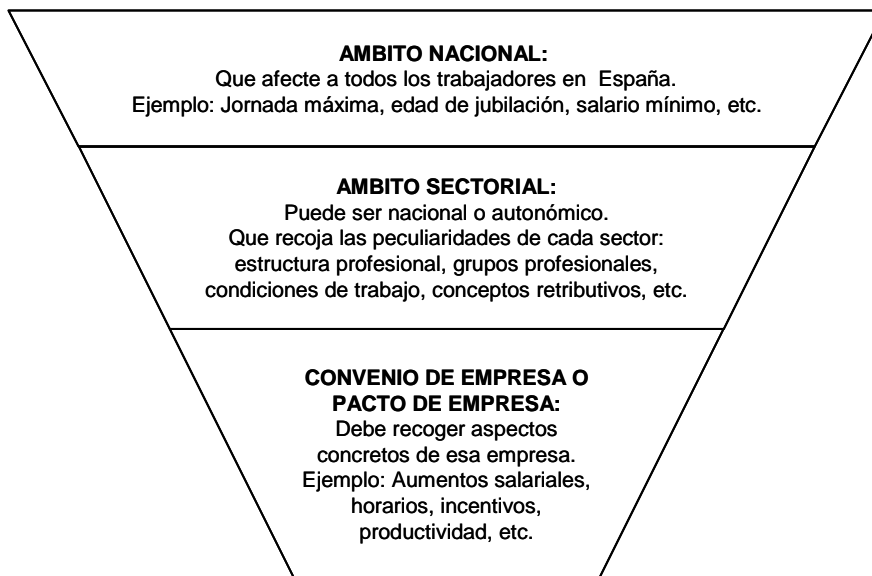 AMBITO NACIONAL:
Que afecte a todos los trabajadores en España.
Ejemplo: Jornada máxima, edad de jubilación, salario mínimo, etc.
AMBITO SECTORIAL:
Puede ser nacional o autonómico.
Que recoja las peculiaridades de cada sector:
estructura profesional, grupos profesionales,
condiciones de trabajo, conceptos retributivos, etc.
CONVENIO DE EMPRESA O
PACTO DE EMPRESA:
Debe recoger aspectos
concretos de esa empresa.
Ejemplo: Aumentos salariales,
horarios, incentivos,
productividad, etc.